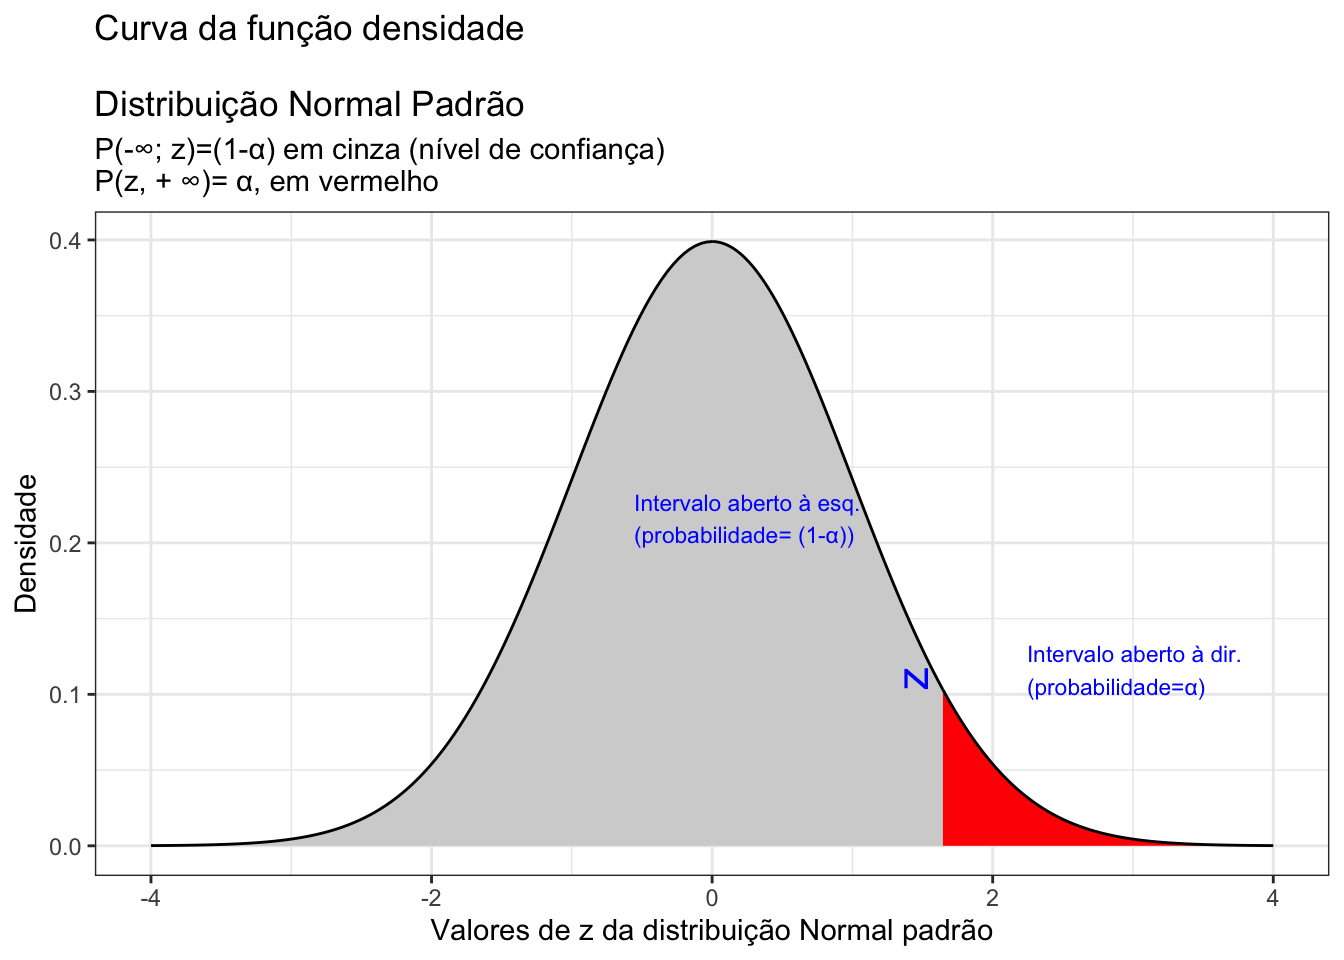 Curva da função densidade
Distribuição Normal Padrão
P(-∞; z)=(1-α) em cinza (nível de confiança)
P(z, + ∞)= α, em vermelho
0.4
0.3
0.2
0.1
0.0
Densidade
Intervalo aberto à esq.
(probabilidade= (1-α))
Z
Intervalo aberto à dir.
(probabilidade=α)
-4
-2
0
2
4
Valores de z da distribuição Normal padrão